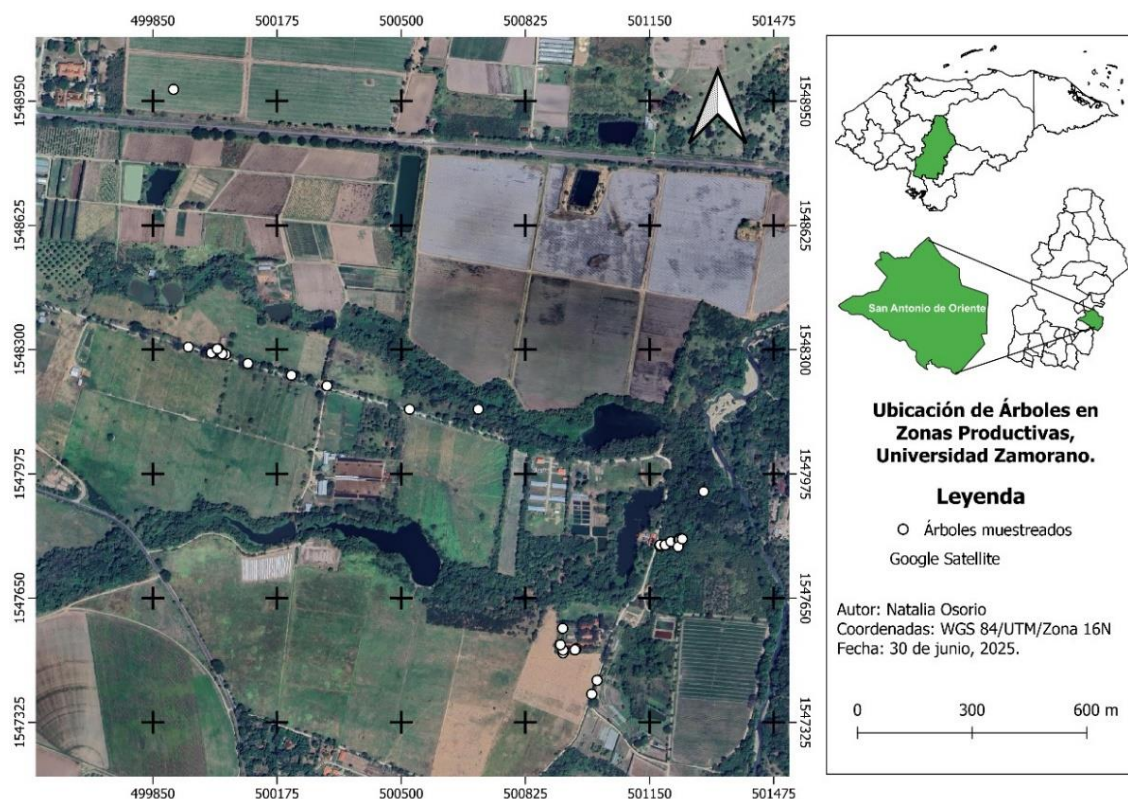 499850
500175
500500
500825
501150
501475
1548950
1548950
1548625
1548625
1548300
1548300
1547975
1547975
1547650
1547650
1547325
1547325
499850
500175
500500
500825
501150
501475
San Antonio de Oriente
Ubicación de Árboles en
Zonas Productivas,
Universidad Zamorano.
Leyenda
Árboles muestreados
Google Satellite
Autor: Natalia Osorio
Coordenadas: WGS 84/UTM/Zona 16N
Fecha: 30 de junio, 2025.
0 300 600 m